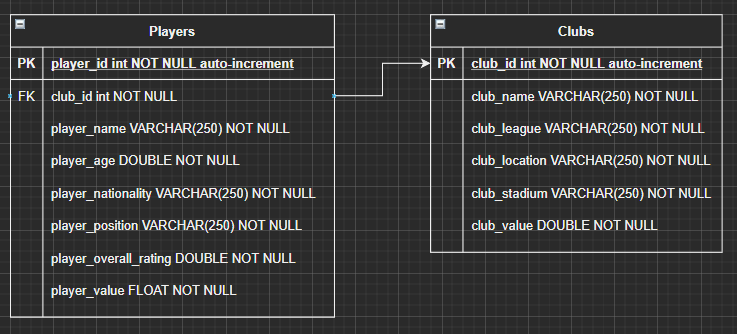 Players
PK player_id int NOT NULL auto-increment
FK club_id int NOT NULL
player_name VARCHAR(250) NOT NULL
player_age DOUBLE NOT NULL
player_nationality VARCHAR(250) NOT NULL
player_position VARCHAR(250) NOT NULL
player_overall_rating DOUBLE NOT NULL
player_value FLOAT NOT NULL
Clubs
PK club_id int NOT NULL auto-increment
club_name VARCHAR(250) NOT NULL
club_league VARCHAR(250) NOT NULL
club_location VARCHAR(250) NOT NULL
club_stadium VARCHAR(250) NOT NULL
club_value DOUBLE NOT NULL